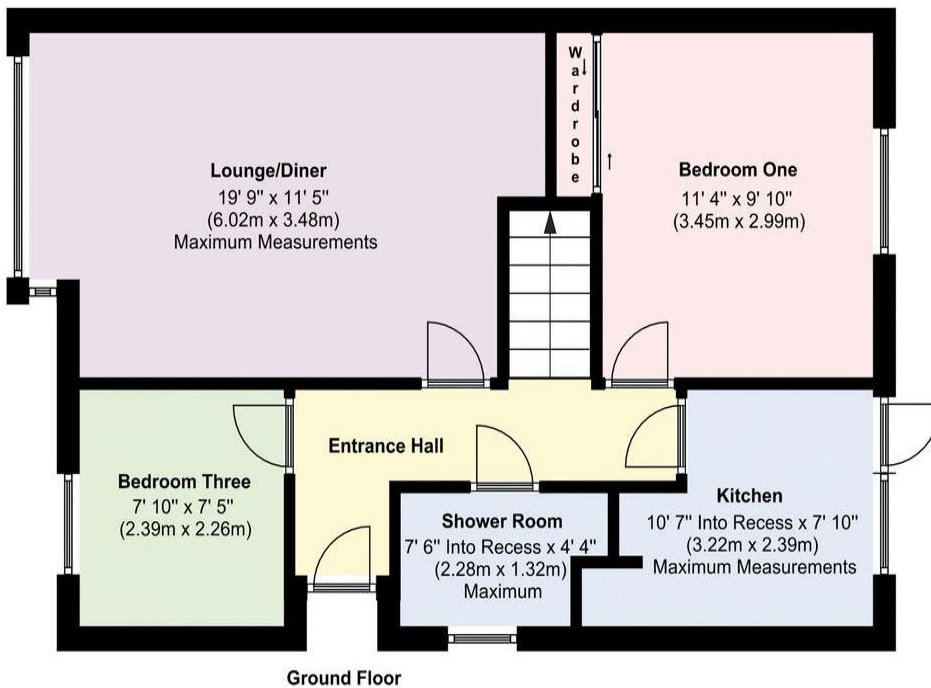 Lounge/Diner
19' 9" x 11' 5"
(6.02m x 3.48m)
Maximum Measurements
Wardrobe
Bedroom One
11' 4" x 9' 10"
(3.45m x 2.99m)
Entrance Hall
Bedroom Three
7' 10" x 7' 5"
(2.39m x 2.26m)
Shower Room
7' 6" Into Recess x 4' 4"
(2.28m x 1.32m)
Maximum
Kitchen
10' 7" Into Recess x 7' 10"
(3.22m x 2.39m)
Maximum Measurements
Ground Floor